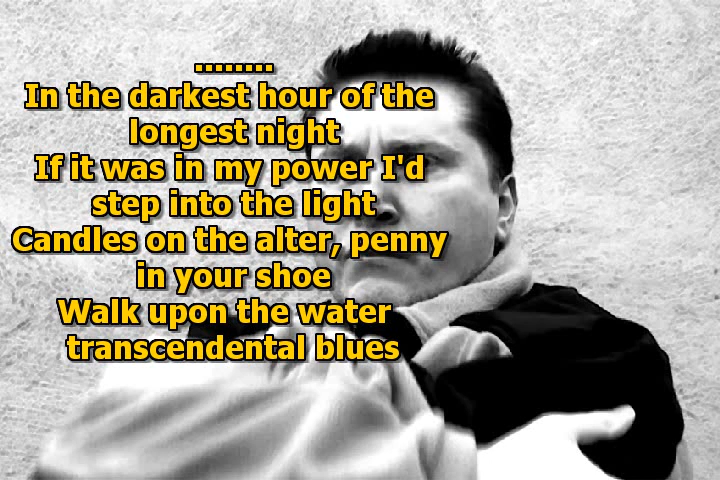 ........
In the darkest hour of the
longest night
If it was in my power I'd
step into the light
Candles on the alter, penny
in your shoe
Walk upon the water
transcendental blues